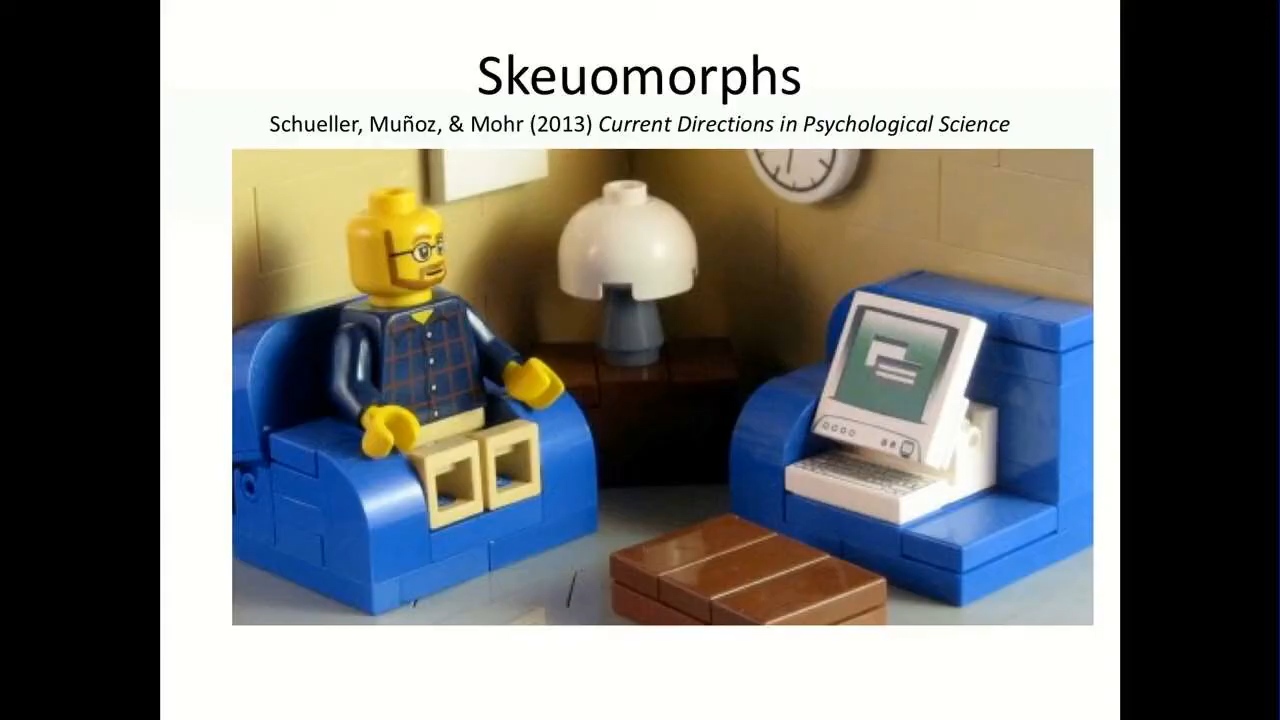 Skeuomorphs
Schueller, Muñoz, & Mohr (2013) Current Directions in Psychological Science